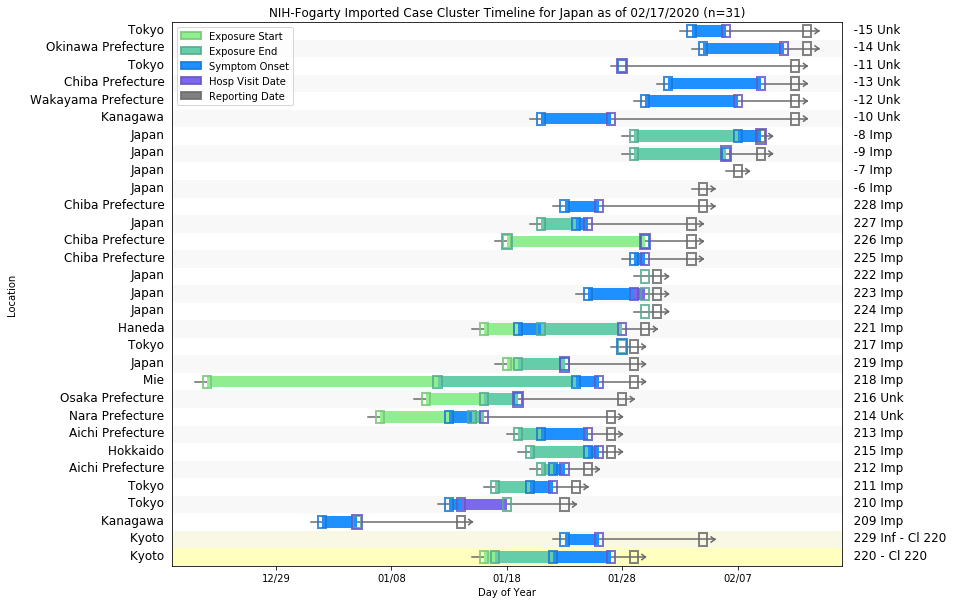 NIH-Fogarty Imported Case Cluster Timeline for Japan as of 02/17/2020 (n=31)
Exposure Start
Exposure End
Symptom Onset
Hosp Visit Date
Reporting Date
Tokyo -15 Unk
Okinawa Prefecture -14 Unk
Tokyo -11 Unk
Chiba Prefecture -13 Unk
Wakayama Prefecture -12 Unk
Kanagawa -10 Unk
Japan -8 Imp
Japan -9 Imp
Japan -7 Imp
Japan -6 Imp
Chiba Prefecture 228 Imp
Japan 227 Imp
Chiba Prefecture 226 Imp
Chiba Prefecture 225 Imp
Japan 222 Imp
Japan 223 Imp
Japan 224 Imp
Haneda 221 Imp
Tokyo 217 Imp
Japan 219 Imp
Mie 218 Imp
Osaka Prefecture 216 Unk
Nara Prefecture 214 Unk
Aichi Prefecture 213 Imp
Hokkaido 215 Imp
Aichi Prefecture 212 Imp
Tokyo 211 Imp
Tokyo 210 Imp
Kanagawa 209 Imp
Kyoto 229 Inf - Cl 220
Kyoto 220 - Cl 220
Location
12/29 01/08 01/18 01/28 02/07
Day of Year